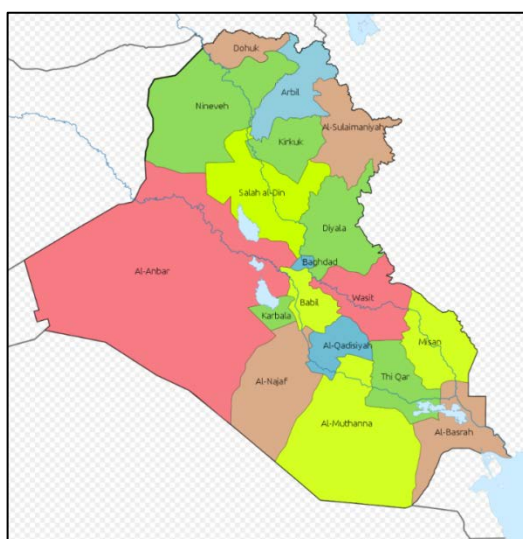 Dohuk
Arbil
Nineveh
Al-Sulaimaniyah
Kirkuk
Salah al-Din
Diyala
Baghdad
Al-Anbar
Wasit
Babil
Karbala
Al-Qadisiyah
Misan
Thi Qar
Al-Najaf
Al-Muthanna
Al-Basrah